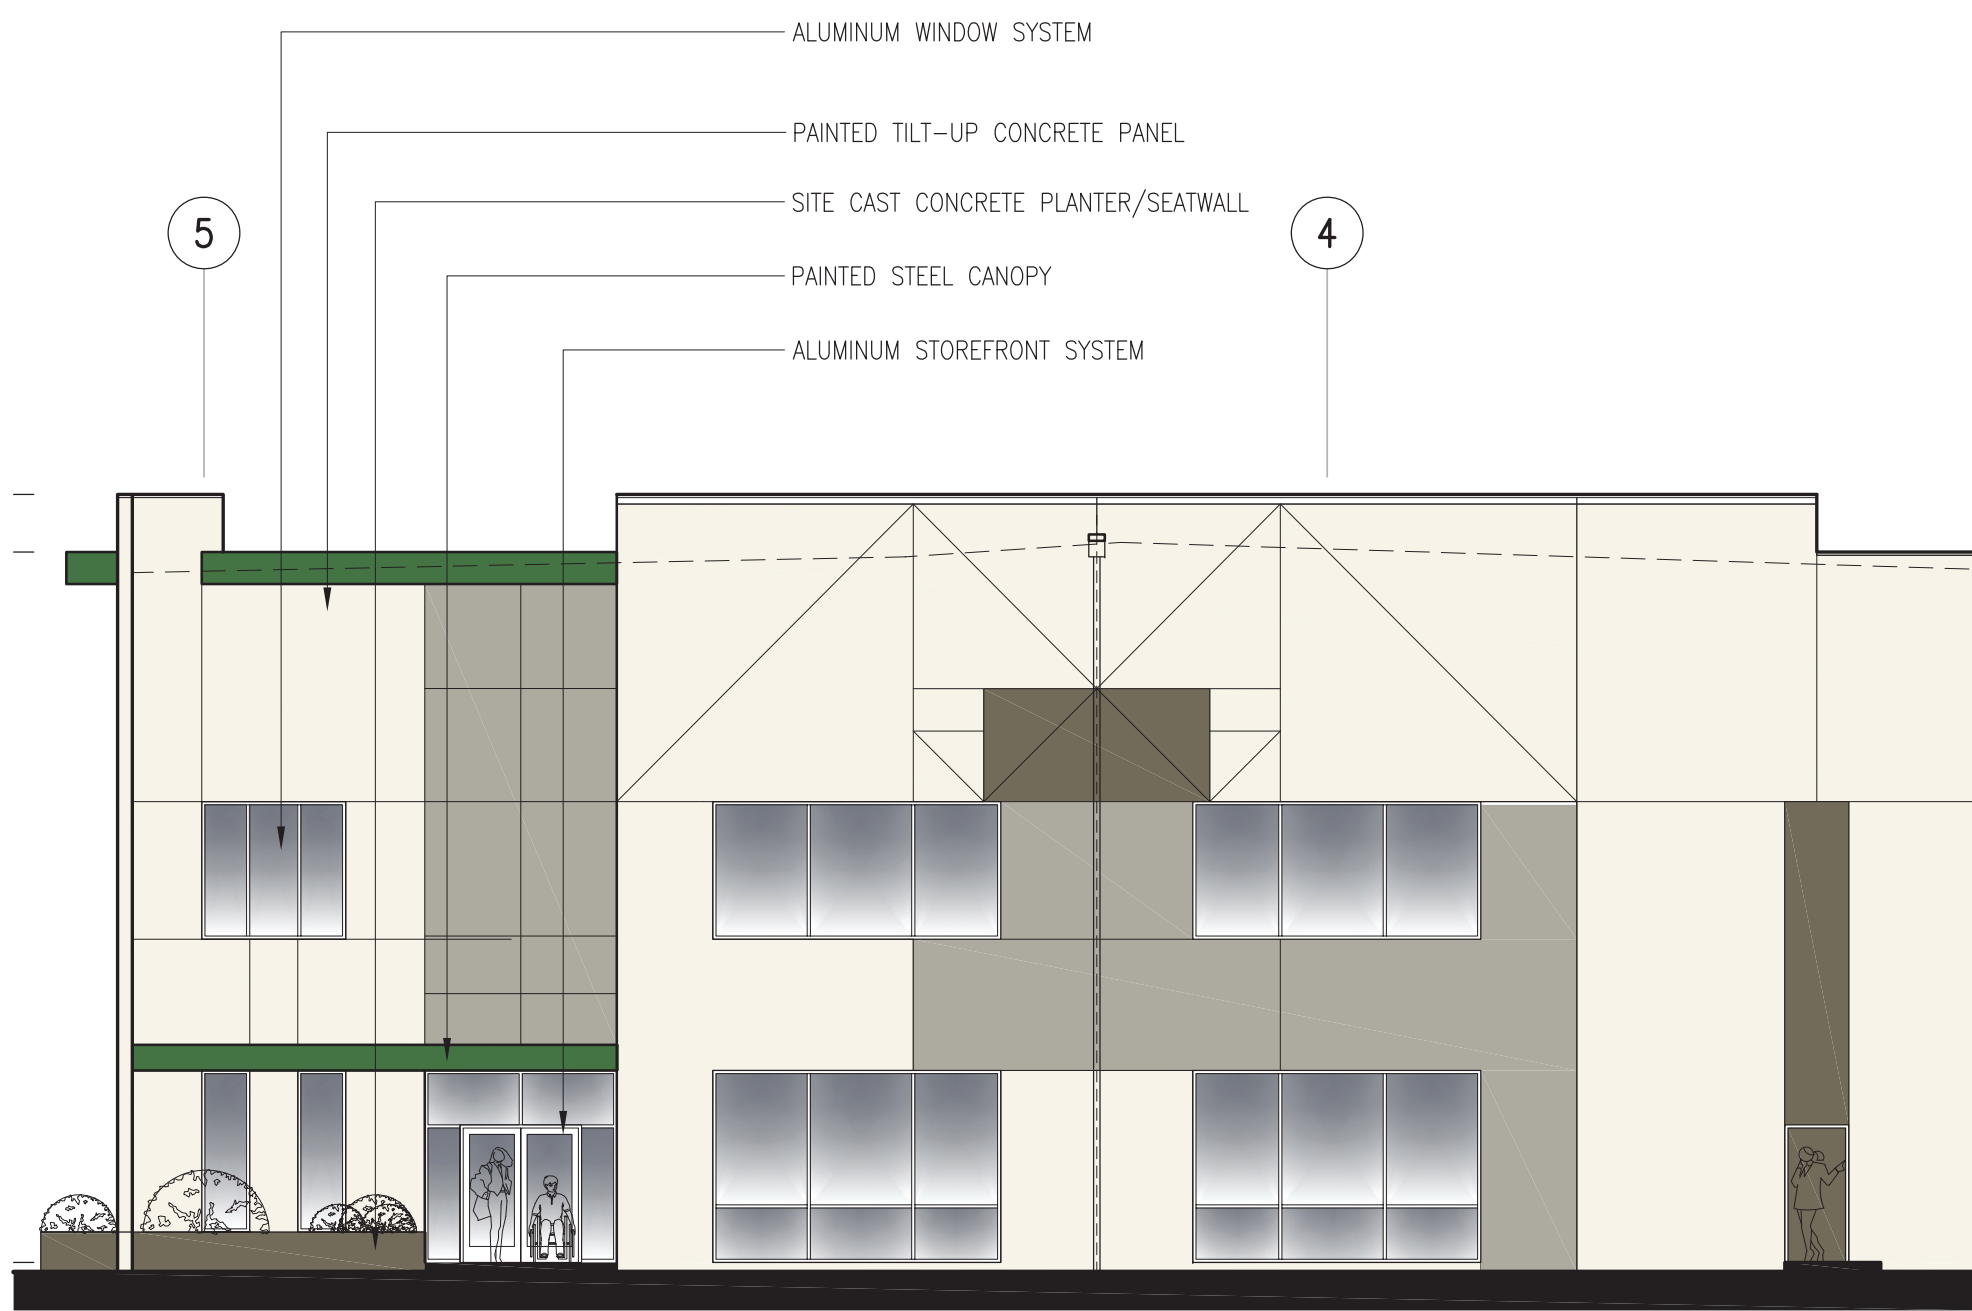 ALUMINUM WINDOW SYSTEM
PAINTED TILT-UP CONCRETE PANEL
SITE CAST CONCRETE PLANTER/SEATWALL
5
4
PAINTED STEEL CANOPY
ALUMINUM STOREFRONT SYSTEM